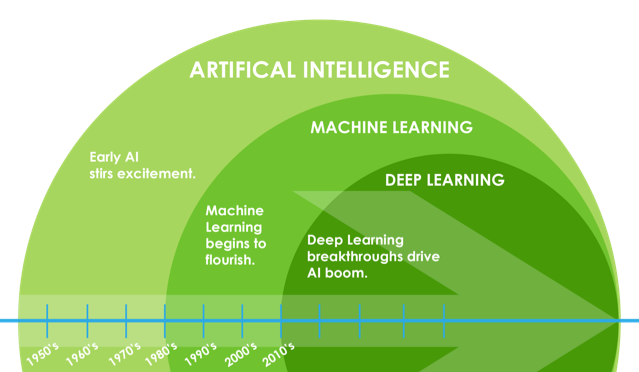 ARTIFICAL INTELLIGENCE
MACHINE LEARNING
DEEP LEARNING
Early AI
stirs excitement.
Machine
Learning
begins to
flourish.
Deep Learning
breakthroughs drive
AI boom.
1950's 1960's 1970's 1980's 1990's 2000's 2010's